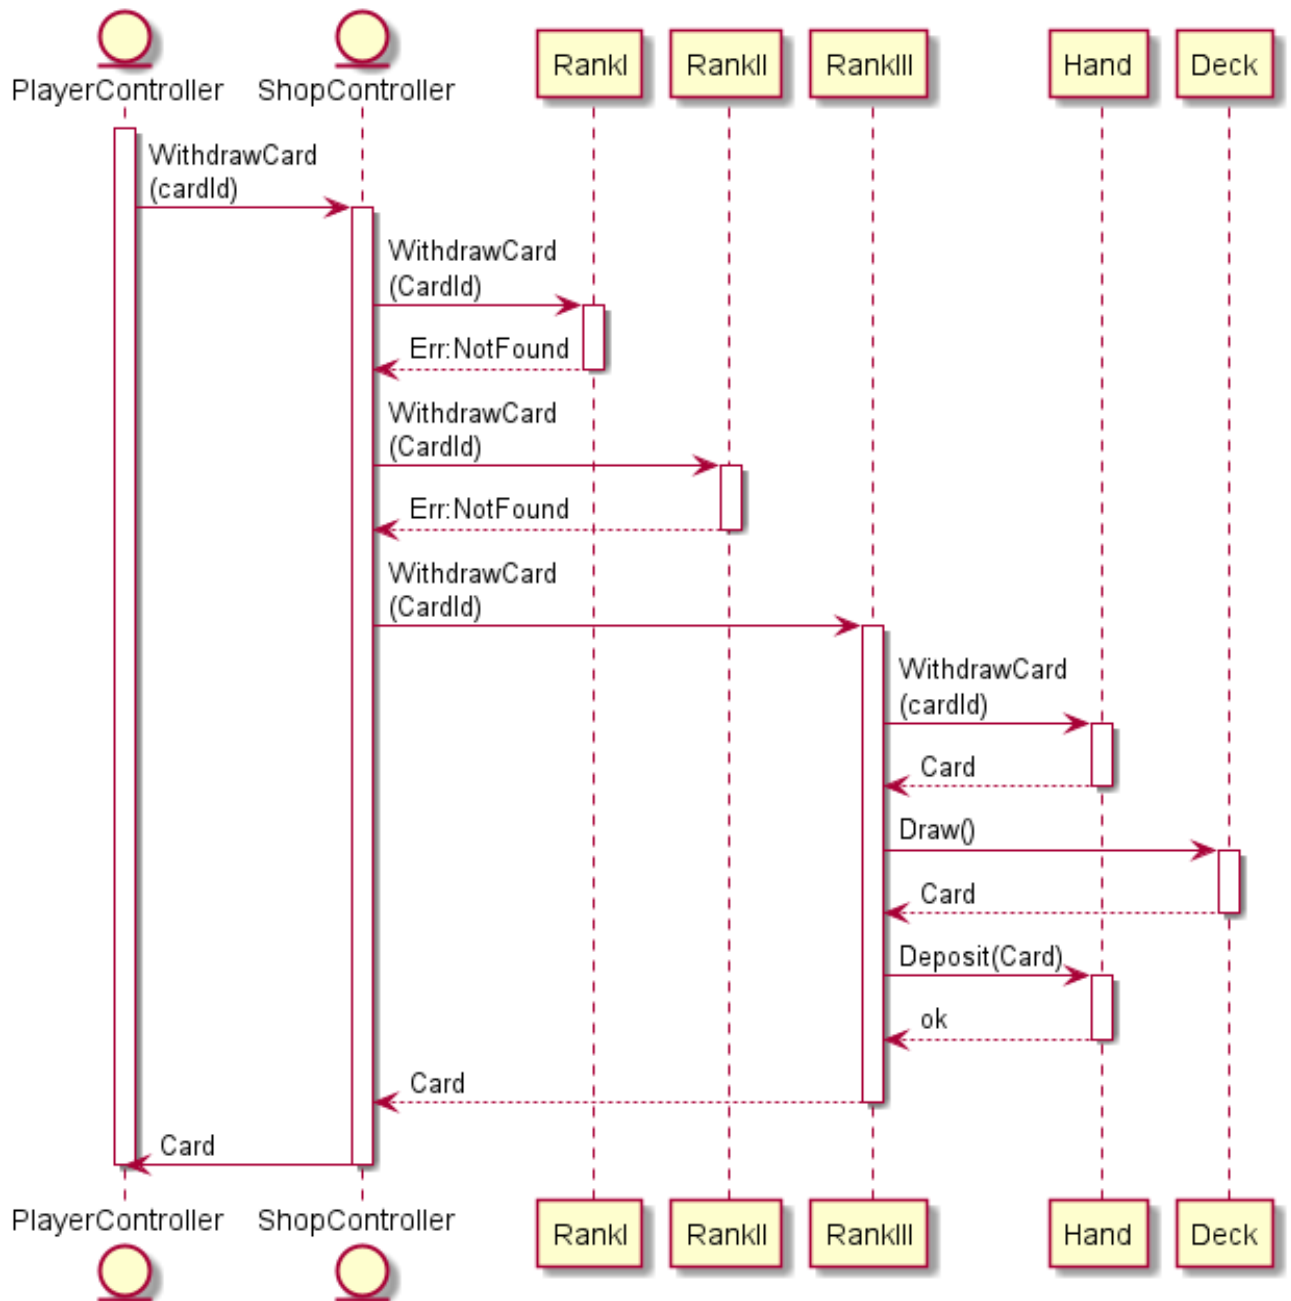 PlayerController
ShopController
RankI
RankII
RankIII
Hand
Deck
WithdrawCard
(cardId)
WithdrawCard
(CardId)
Err:NotFound
WithdrawCard
(CardId)
Err:NotFound
WithdrawCard
(CardId)
WithdrawCard
(cardId)
Card
Draw()
Card
Deposit(Card)
ok
Card
Card
PlayerController
ShopController
RankI
RankII
RankIII
Hand
Deck